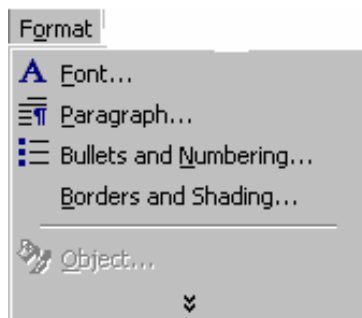 Format
Font...
Paragraph...
Bullets and Numbering...
Borders and Shading...
Object...